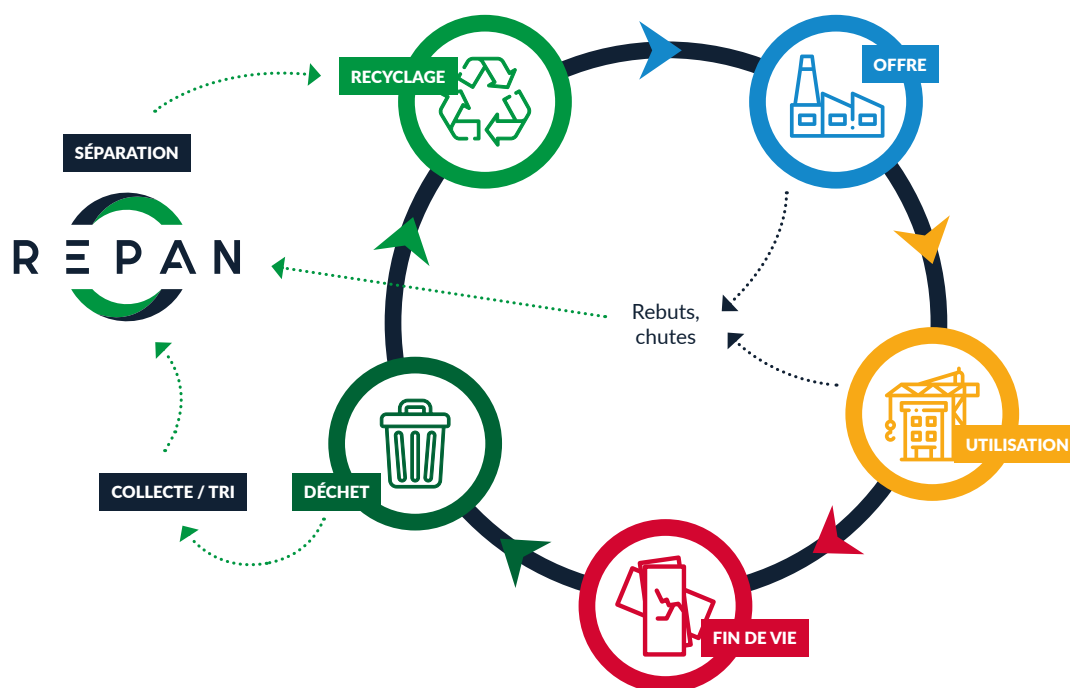 RECYCLAGE
OFFRE
SÉPARATION
REPAN
Rebuts,
chutes
UTILISATION
COLLECTE / TRI
DÉCHET
FIN DE VIE